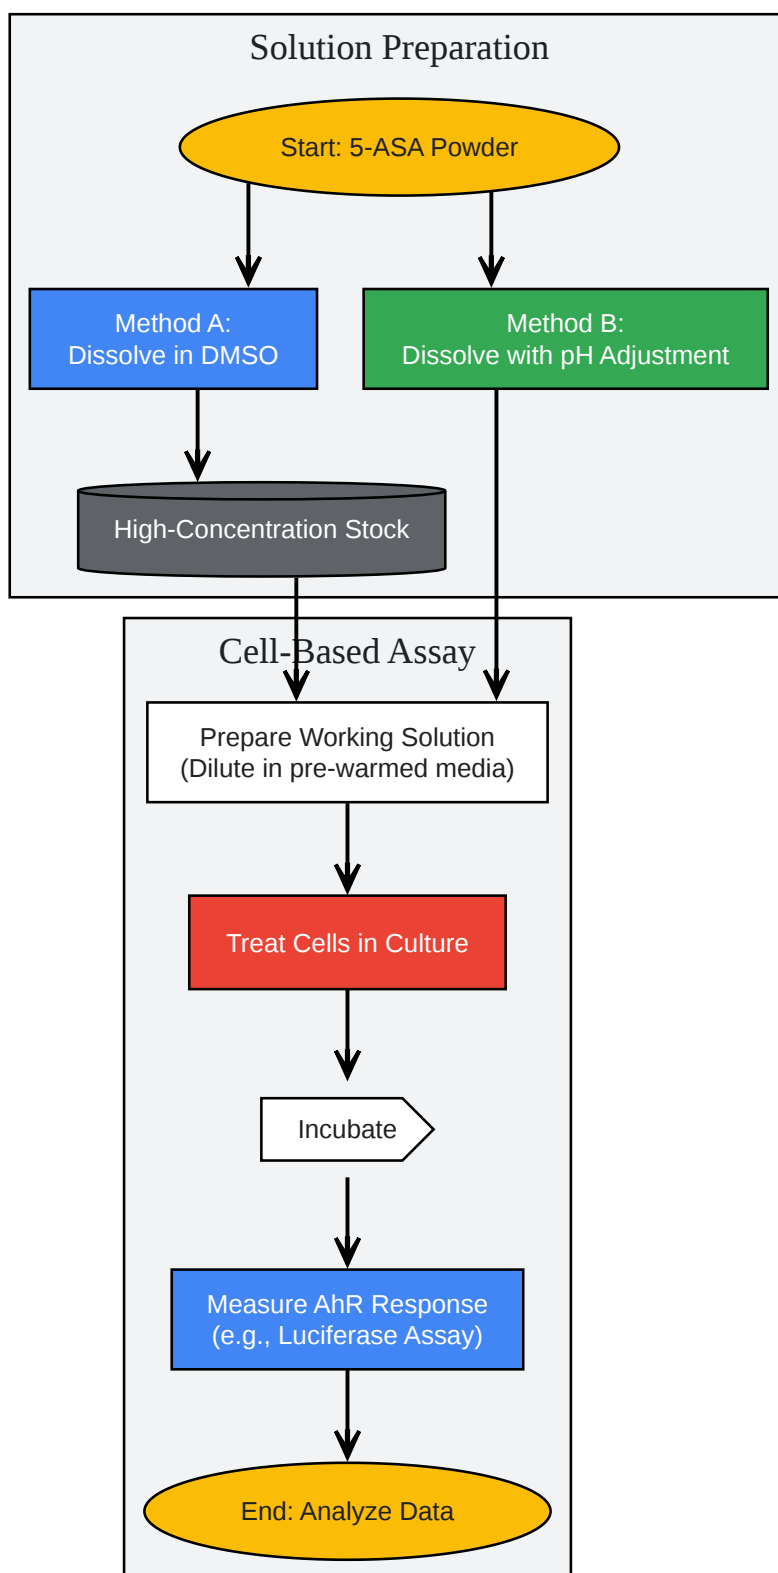 Solution Preparation
Start: 5-ASA Powder
Method A:
Dissolve in DMSO
Method B:
Dissolve with pH Adjustment
High-Concentration Stock
Cell-Based Assay
Prepare Working Solution
(Dilute in pre-warmed media)
Treat Cells in Culture
Incubate
Measure AhR Response
(e.g., Luciferase Assay)
End: Analyze Data